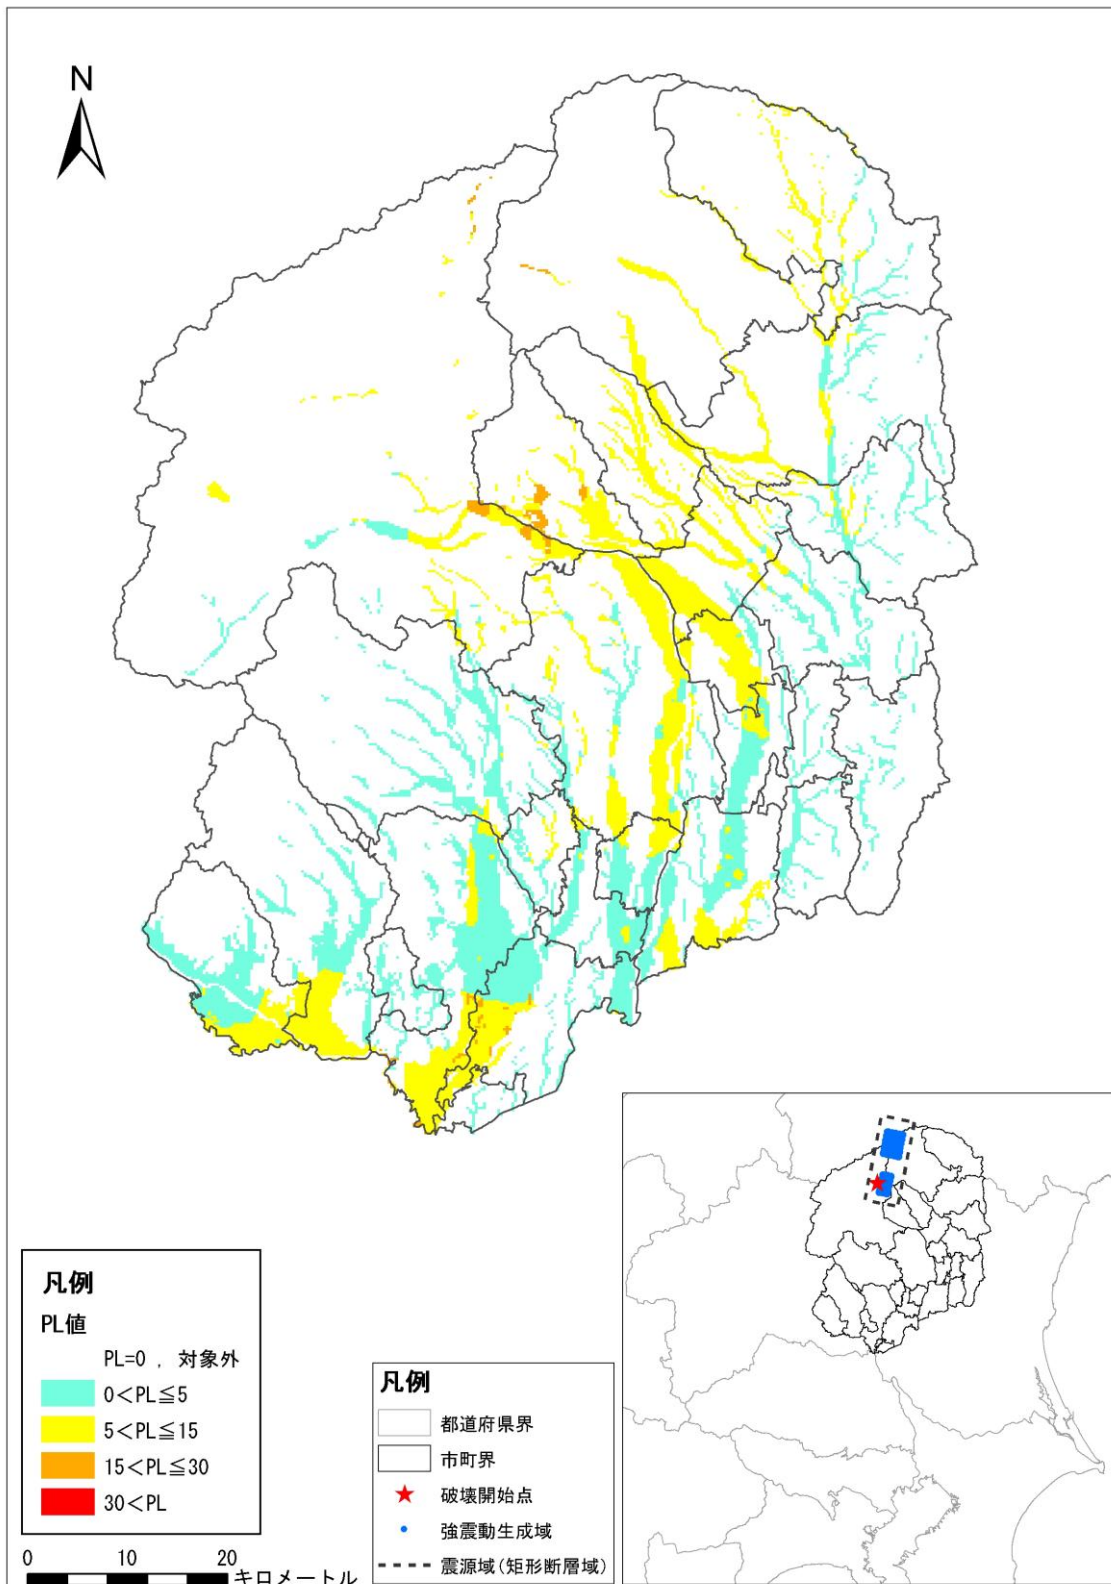 N
凡例
PL値
PL=0 , 対象外
0<PL≦5
5<PL≦15
15<PL≦30
30<PL
0 10 20
キロメートル
凡例
都道府県界
市町界
破壊開始点
強震動生成域
震源域(矩形断層域)